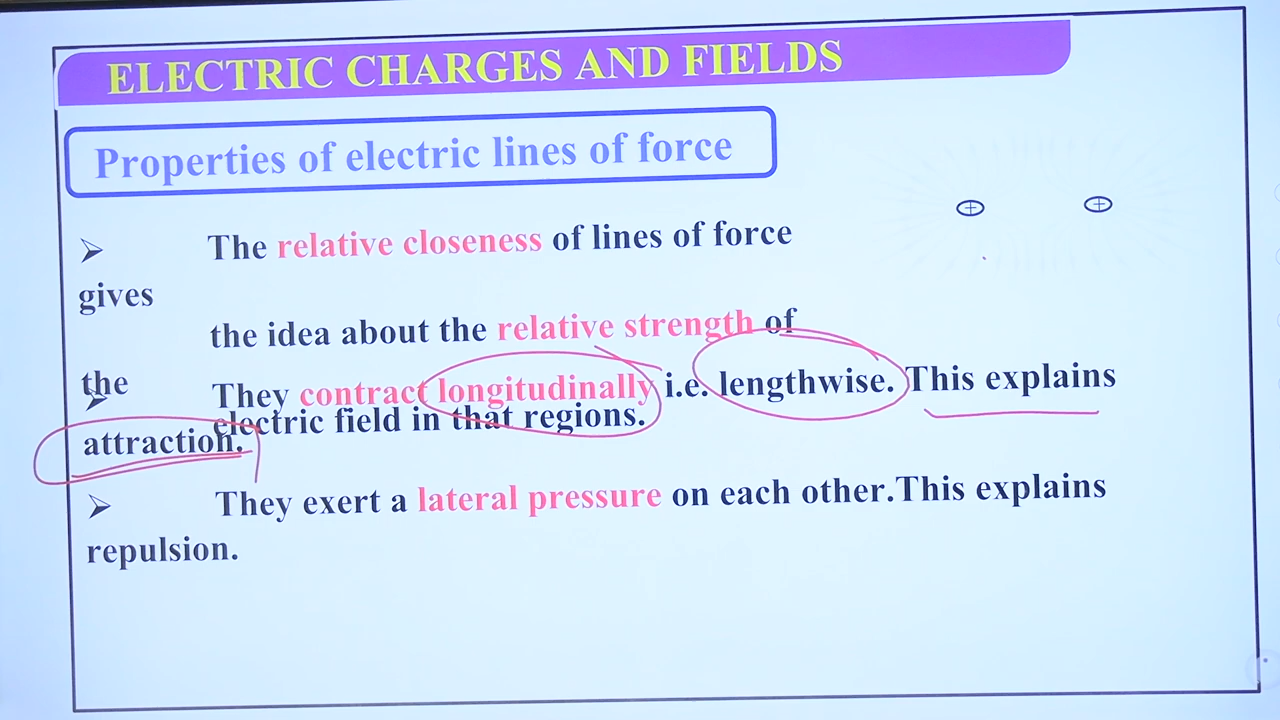 ELECTRIC CHARGES AND FIELDS
Properties of electric lines of force
The relative closeness of lines of force
gives
the idea about the relative strength of
the
electric field in that regions.
They contract longitudinally i.e. lengthwise. This explains
attraction.
They exert a lateral pressure on each other.This explains
repulsion.
+ +